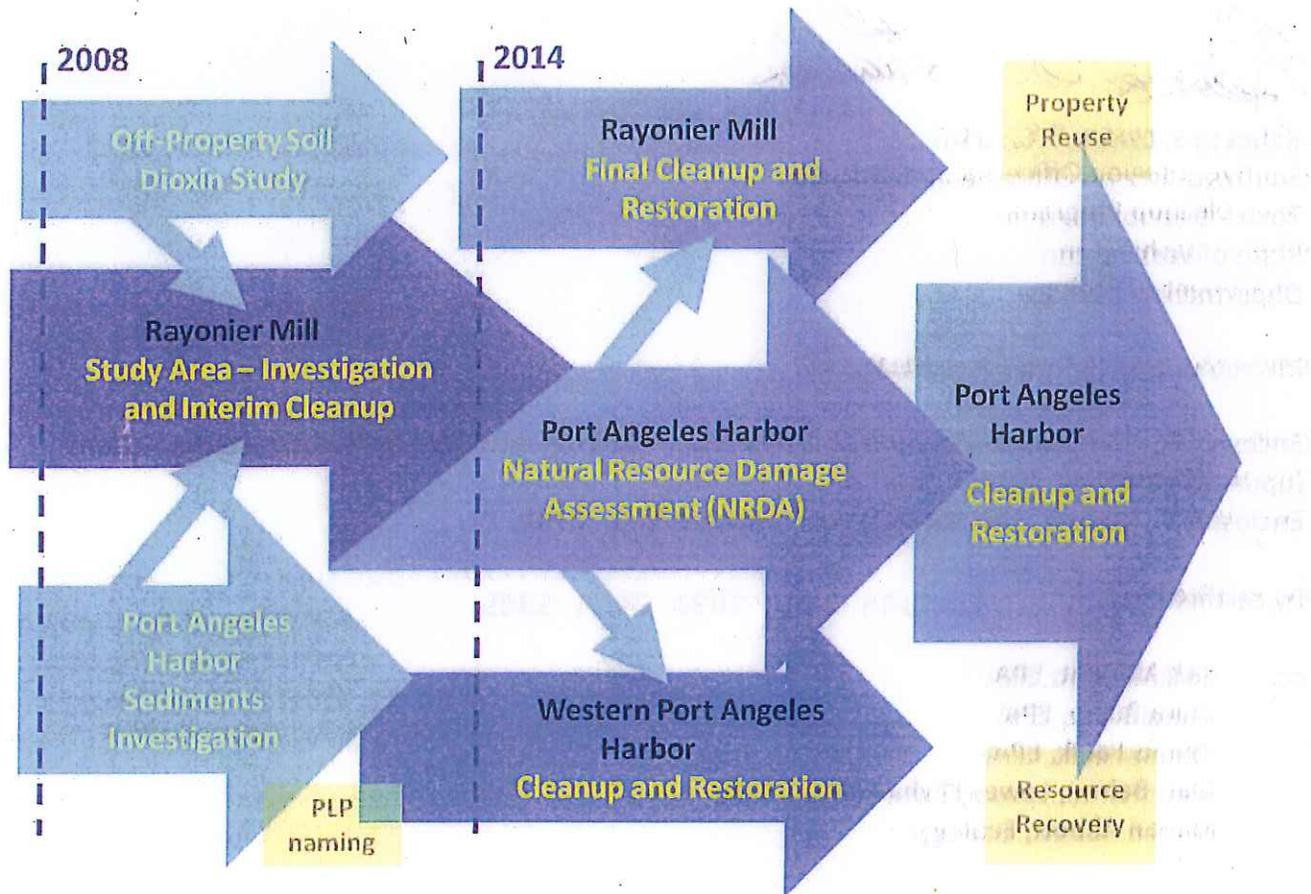 2008
2014
Off-Property Soil
Dioxin Study
Rayonier Mill
Final Cleanup and
Restoration
Property
Reuse
Rayonier Mill
Study Area – Investigation
and Interim Cleanup
Port Angeles Harbor
Natural Resource Damage
Assessment (NRDA)
Port Angeles
Harbor
Cleanup and
Restoration
Port Angeles
Harbor
Sediments
Investigation
PLP
naming
Western Port Angeles
Harbor
Cleanup and Restoration
Resource
Recovery